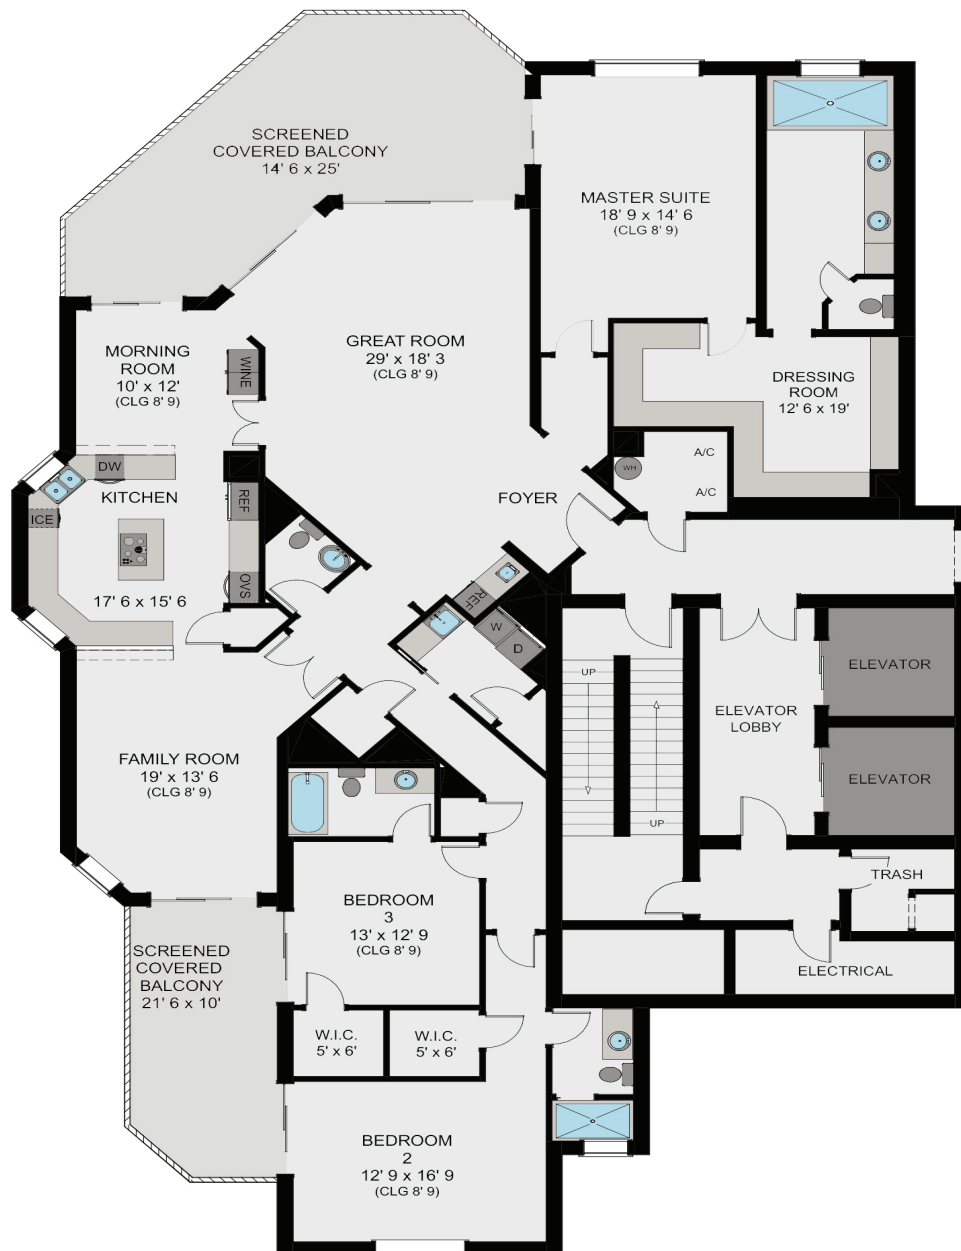 SCREENED
COVERED BALCONY
14' 6 x 25'
MASTER SUITE
18' 9 x 14' 6
(CLG 8' 9)
GREAT ROOM
29' x 18' 3
(CLG 8' 9)
MORNING
ROOM
10' x 12'
(CLG 8' 9)
WINE
DRESSING
ROOM
12' 6 x 19'
A/C
WH
A/C
DW
KITCHEN
REF
ICE
FOYER
OVS
17' 6 x 15' 6
REF
W
D
UP
ELEVATOR
ELEVATOR
LOBBY
FAMILY ROOM
19' x 13' 6
(CLG 8' 9)
ELEVATOR
UP
TRASH
BEDROOM
3
13' x 12' 9
(CLG 8' 9)
SCREENED
COVERED
BALCONY
21' 6 x 10'
ELECTRICAL
W.I.C.
5' x 6'
W.I.C.
5' x 6'
BEDROOM
2
12' 9 x 16' 9
(CLG 8' 9)